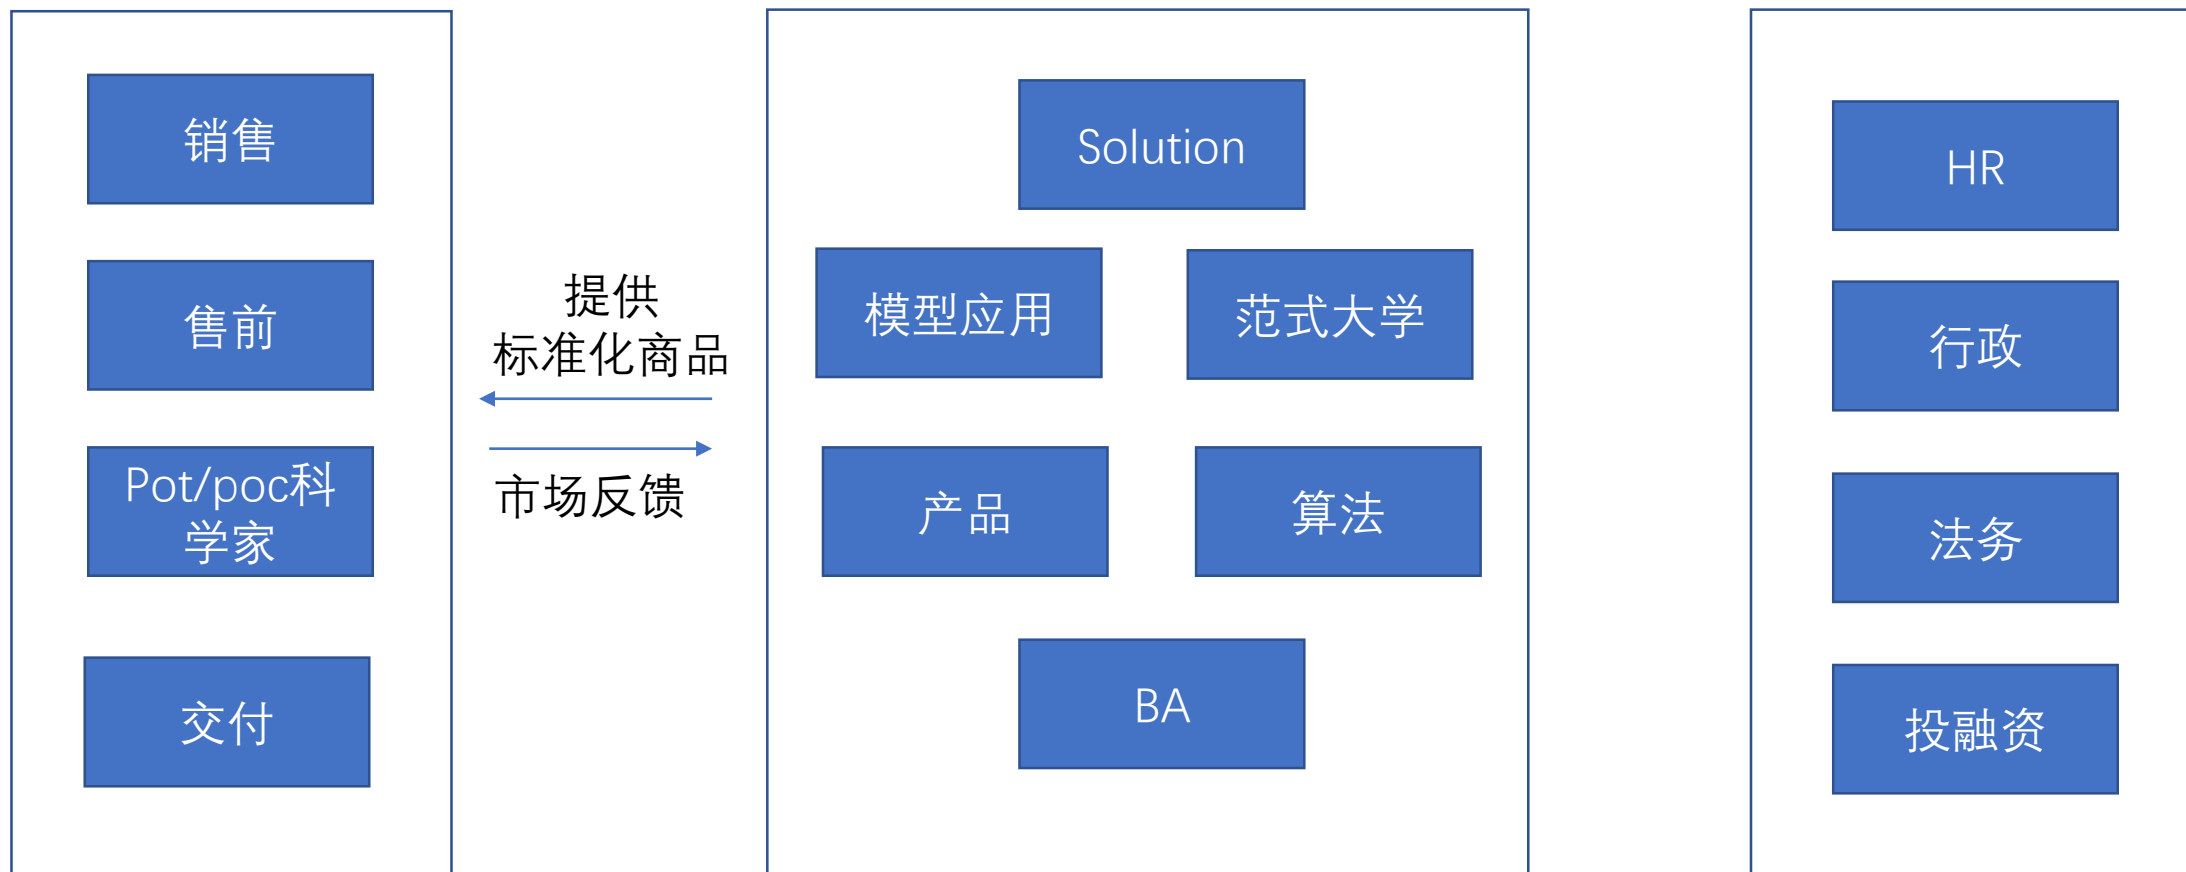 销售
售前
Pot/poc科
学家
交付
提供
标准化商品
市场反馈
Solution
模型应用
范式大学
产品
算法
BA
HR
行政
法务
投融资